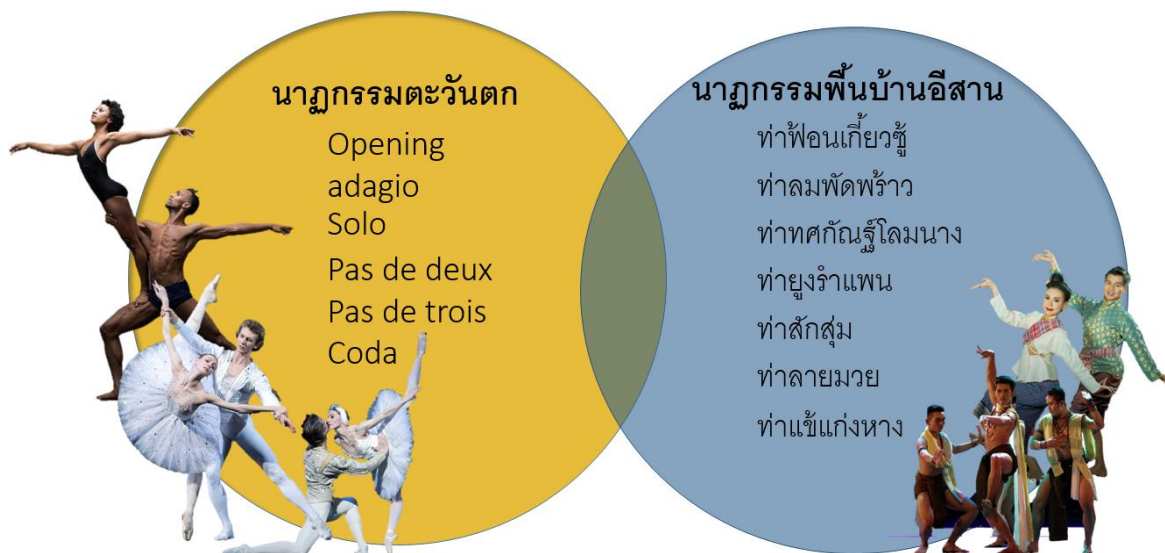 นาฏกรรมตะวันตก
Opening
adagio
Solo
Pas de deux
Pas de trois
Coda
นาฏกรรมพื้นบ้านอีสาน
ท่าฟ้อนเกี้ยวชู้
ท่าลมพัดพร้าว
ท่าทศกัณฐ์โลมนาง
ท่ายูงรำแพน
ท่าสักสุ่ม
ท่าลายมวย
ท่าแข้แก่งหาง